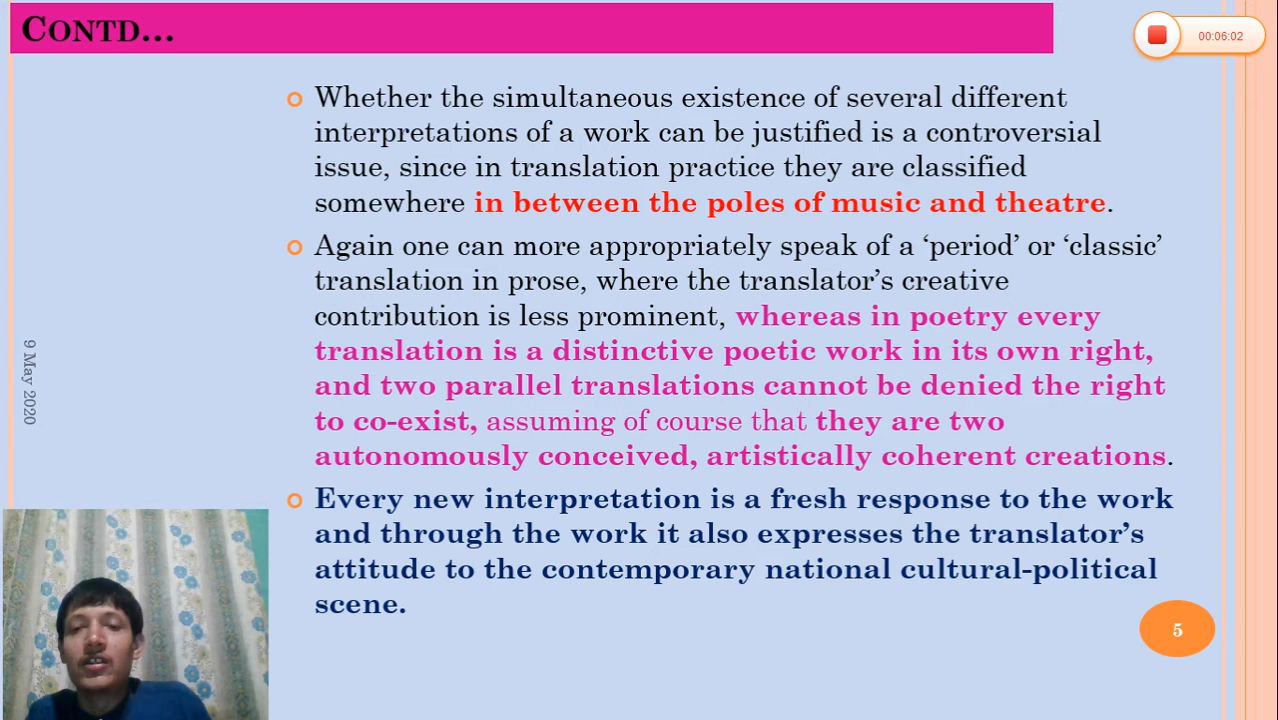 CONTD...
00:06:02
Whether the simultaneous existence of several different
interpretations of a work can be justified is a controversial
issue, since in translation practice they are classified
somewhere in between the poles of music and theatre.
Again one can more appropriately speak of a ‘period’ or ‘classic’
translation in prose, where the translator’s creative
contribution is less prominent, whereas in poetry every
translation is a distinctive poetic work in its own right,
and two parallel translations cannot be denied the right
to co-exist, assuming of course that they are two
autonomously conceived, artistically coherent creations.
Every new interpretation is a fresh response to the work
and through the work it also expresses the translator’s
attitude to the contemporary national cultural-political
scene.
9 May 2020
5